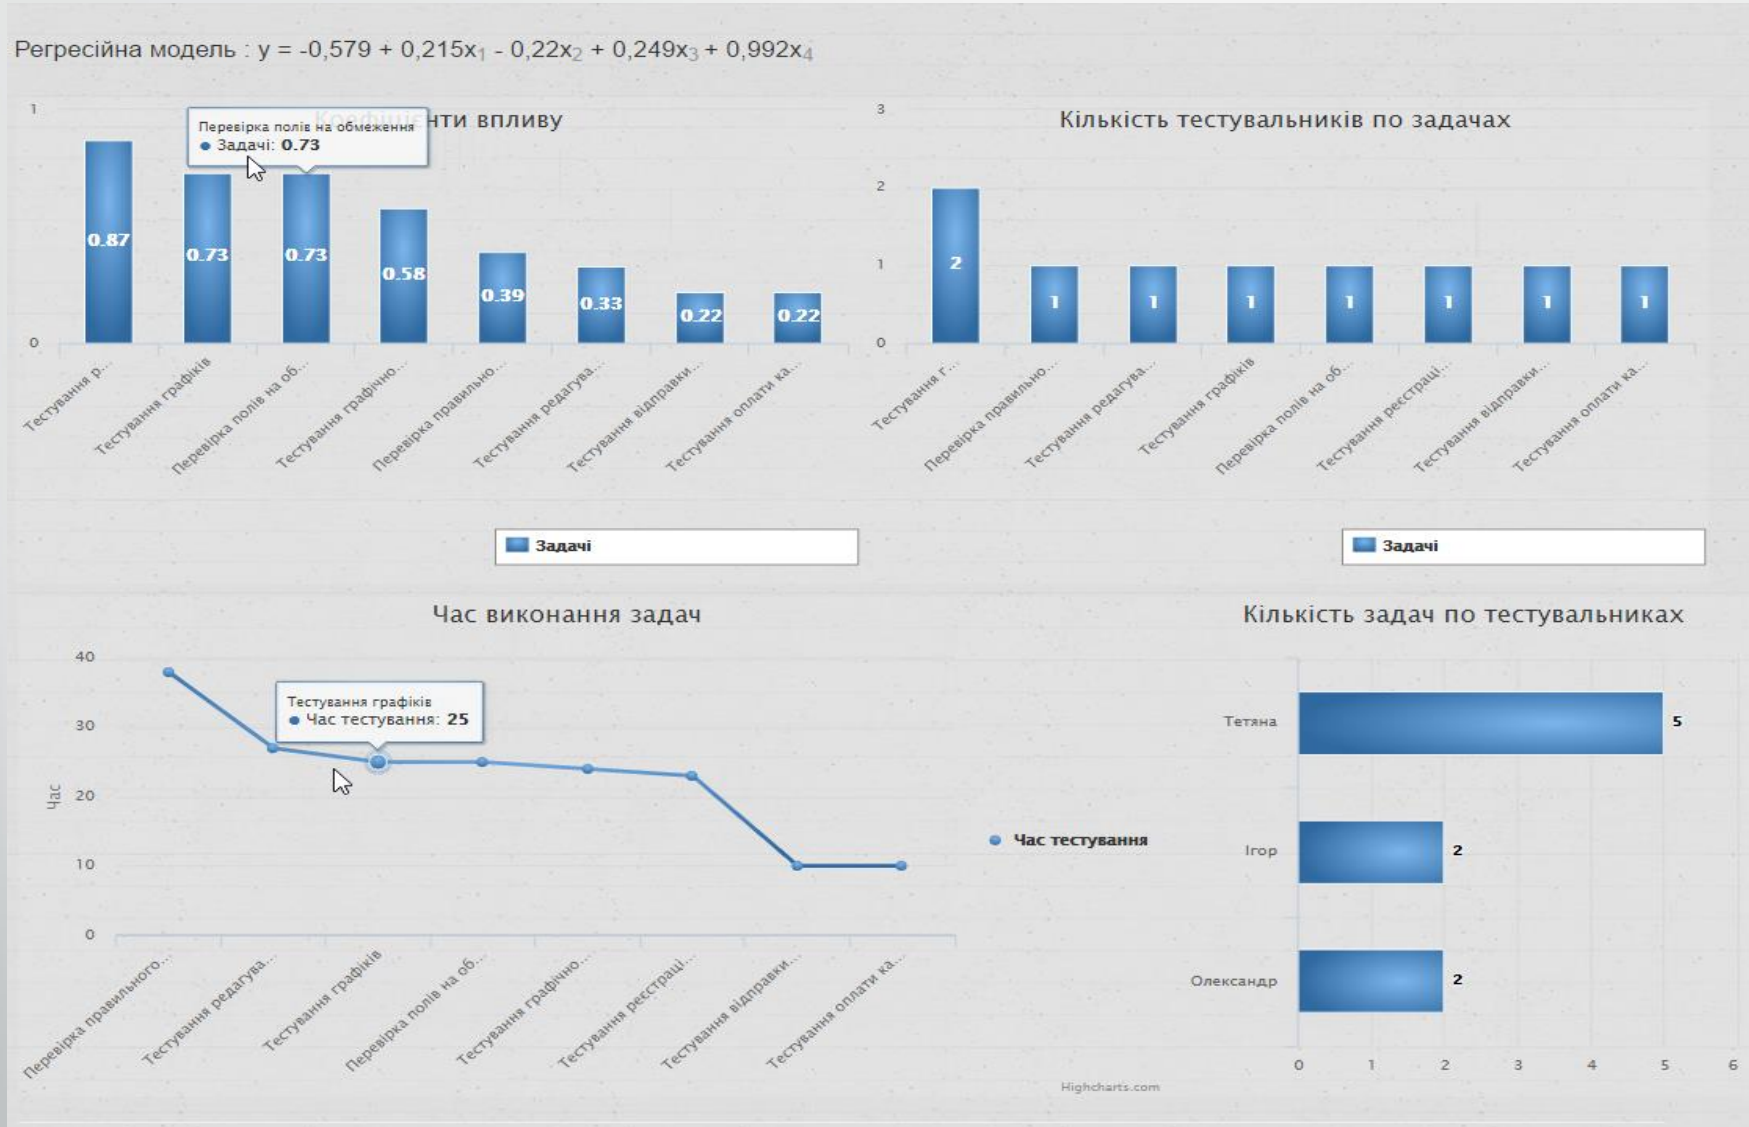 Регресійна модель : y = -0,579 + 0,215x1 - 0,22x2 + 0,249x3 + 0,992x4
Коефіцієнти впливу
1
0
Перевірка полів на обмеження
Задачі: 0.73
0.87
0.73
0.73
0.58
0.39
0.33
0.22
0.22
Тестування р...
Тестування графіків
Перевірка полів на об...
Тестування графічно...
Перевірка правильно...
Тестування редагува...
Тестування відправки...
Тестування оплати ка...
Задачі
Кількість тестувальників по задачах
3
2
1
0
2
1
1
1
1
1
1
1
Тестування г...
Перевірка правильно...
Тестування редагува...
Тестування графіків
Перевірка полів на об...
Тестування реєстраці...
Тестування відправки...
Тестування оплати ка...
Задачі
Час виконання задач
40
30
20
10
0
Час
Тестування графіків
Час тестування: 25
Перевірка правильного...
Тестування редагува...
Тестування графіків
Перевірка полів на об...
Тестування графічно...
Тестування реєстраці...
Тестування відправки...
Тестування оплати ка...
Час тестування
Кількість задач по тестувальниках
Тетяна
5
Ігор
2
Олександр
2
0 1 2 3 4 5 6
Highcharts.com